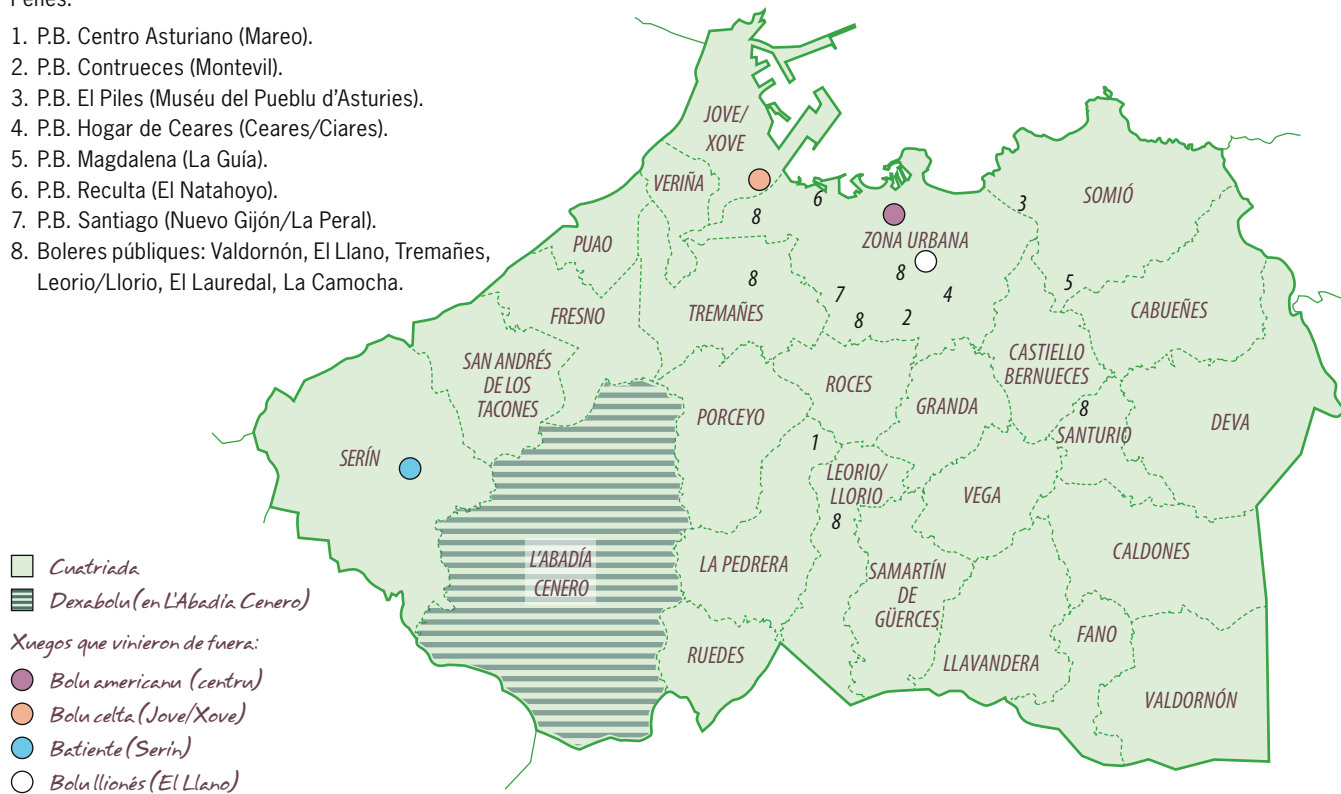 1. P.B. Centro Asturiano (Mareo).
2. P.B. Contrueces (Montevil).
3. P.B. El Piles (Muséu del Pueblu d'Asturies).
4. P.B. Hogar de Ceares (Ceares/Ciares).
5. P.B. Magdalena (La Guía).
6. P.B. Reculta (El Natahoyo).
7. P.B. Santiago (Nuevo Gijón/La Peral).
8. Boleres públiques: Valdornón, El Llano, Tremañes,
Leorio/Llorio, El Lauredal, La Camocha.
JOVE/
XOVE
VERIÑA
8
6
3
SOMIÓ
PUAO
ZONA URBANA
8
8
5
7
4
CABUEÑES
FRESNO
TREMAÑES
8
2
SAN ANDRÉS
DE LOS
TACONES
CASTIELLO
BERNUECES
ROCES
GRANDA
PORCEYO
8
SANTURIO
DEVA
1
SERÍN
LEORIO/
LLORIO
VEGA
8
L'ABADÍA
CENERO
LA PEDRERA
SAMARTÍN
DE
GÜERCES
CALDONES
RUEDES
LLAVANDERA
FANO
VALDORNÓN
Cuatriada
Dexabolu (en L'Abadía Cenero)
Xuegos que vinieron de fuera:
Bolu americanu (centru)
Bolu celta (Jove/Xove)
Batiente (Serín)
Bolu llionés (El Llano)